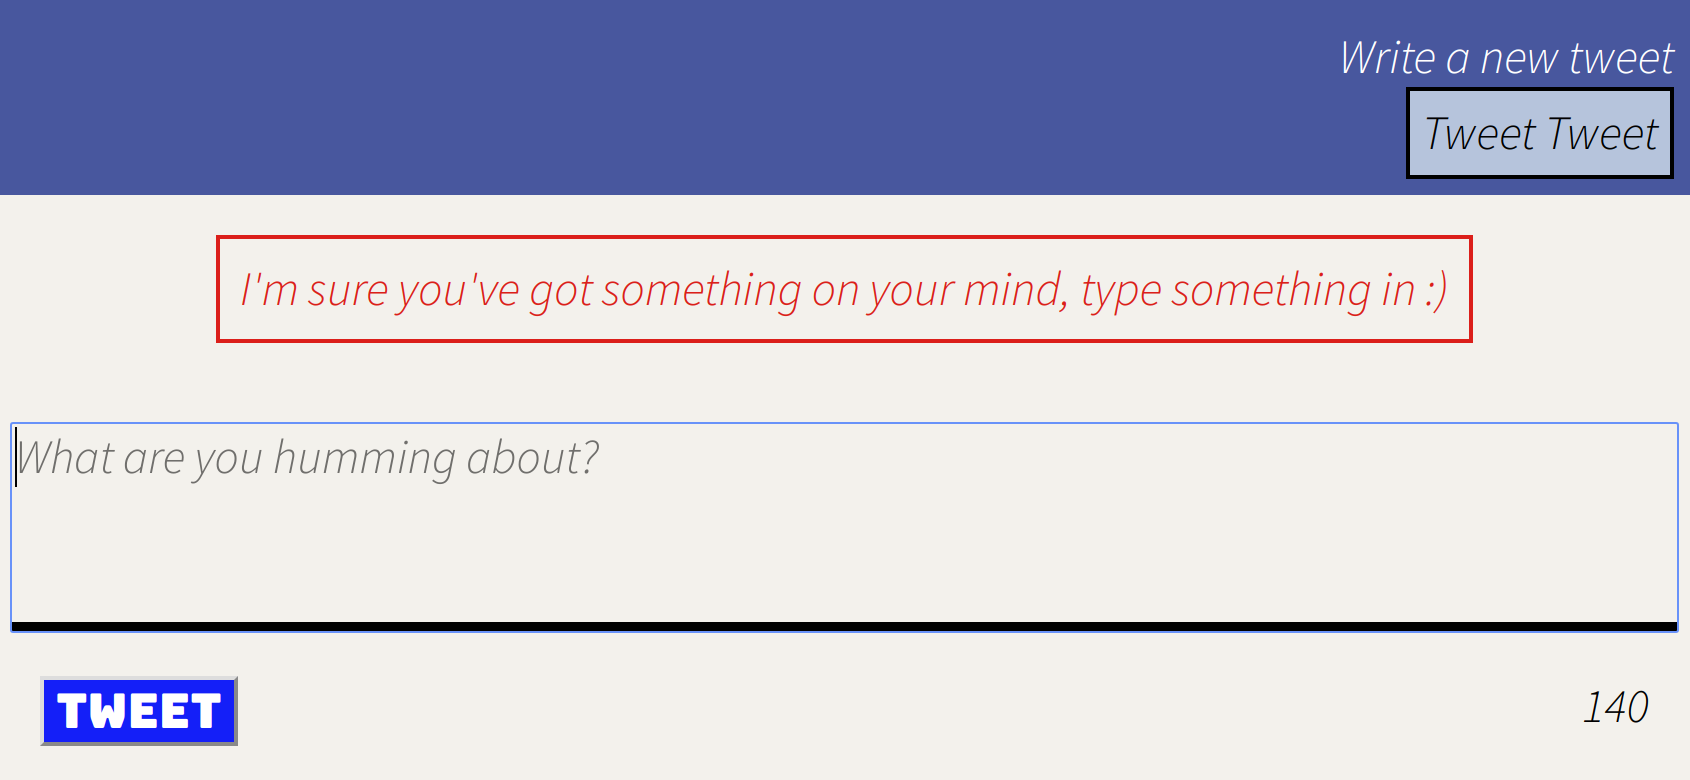 Write a new tweet
Tweet Tweet
I'm sure you've got something on your mind, type something in :)
What are you humming about?
TWEET
140